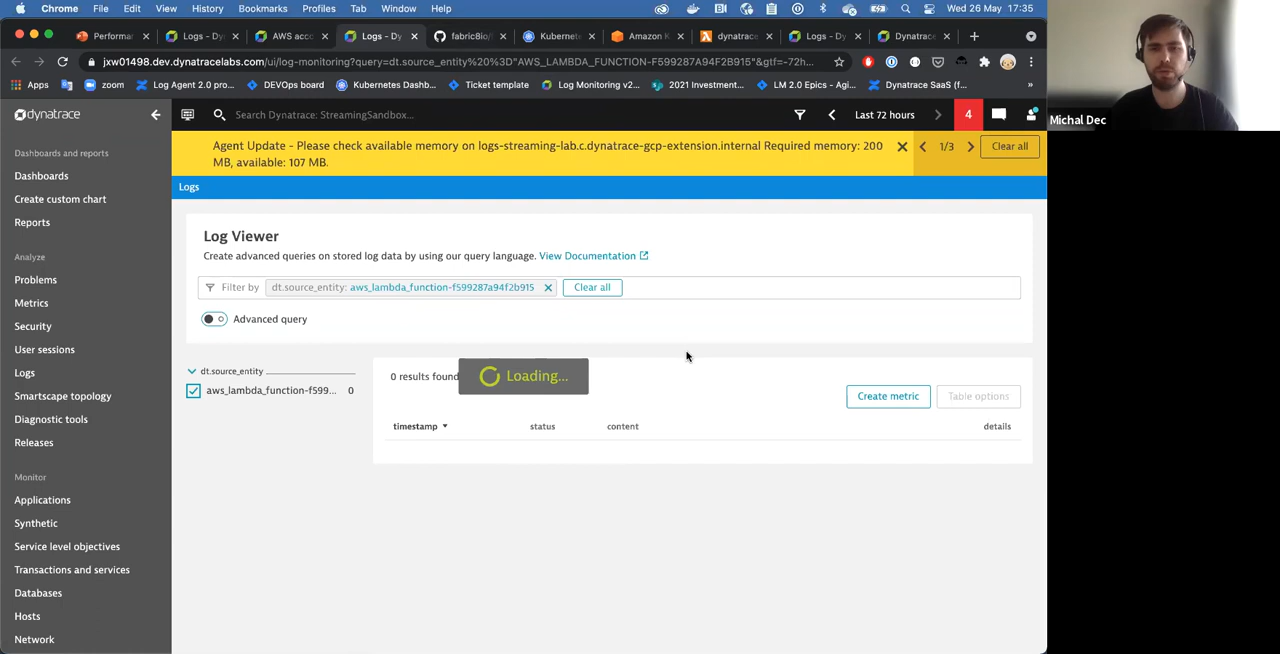 Chrome File Edit View History Bookmarks Profiles Tab Window Help Wed 26 May 17:35
Performar Logs - Dy AWS acco Logs - Dy fabric8io/ Kubernete Amazon K dynatrace Logs - Dy Dynatrace
jxw01498.dev.dynatracelabs.com/ui/log-monitoring?query=dt.source_entity%20%3D"AWS_LAMBDA_FUNCTION-F599287A94F2B915"&gtf=-72h...
Apps zoom Log Agent 2.0 pro... DEVOps board Kubernetes Dashb... Ticket template Log Monitoring v2... 2021 Investment... LM 2.0 Epics - Agi... Dynatrace SaaS (f... »
dynatrace
Search Dynatrace: StreamingSandbox...
Last 72 hours
4
Agent Update - Please check available memory on logs-streaming-lab.c.dynatrace-gcp-extension.internal Required memory: 200
MB, available: 107 MB.
1/3
Clear all
Dashboards and reports
Dashboards
Create custom chart
Reports
Analyze
Problems
Metrics
Security
User sessions
Logs
Smartscape topology
Diagnostic tools
Releases
Monitor
Applications
Synthetic
Service level objectives
Transactions and services
Databases
Hosts
Network
Logs
Log Viewer
Create advanced queries on stored log data by using our query language. View Documentation
Filter by dt.source_entity: aws_lambda_function-f599287a94f2b915 Clear all
Advanced query
dt.source_entity
aws_lambda_function-f599... 0
0 results found
Loading...
Create metric Table options
timestamp status content details
Michal Dec